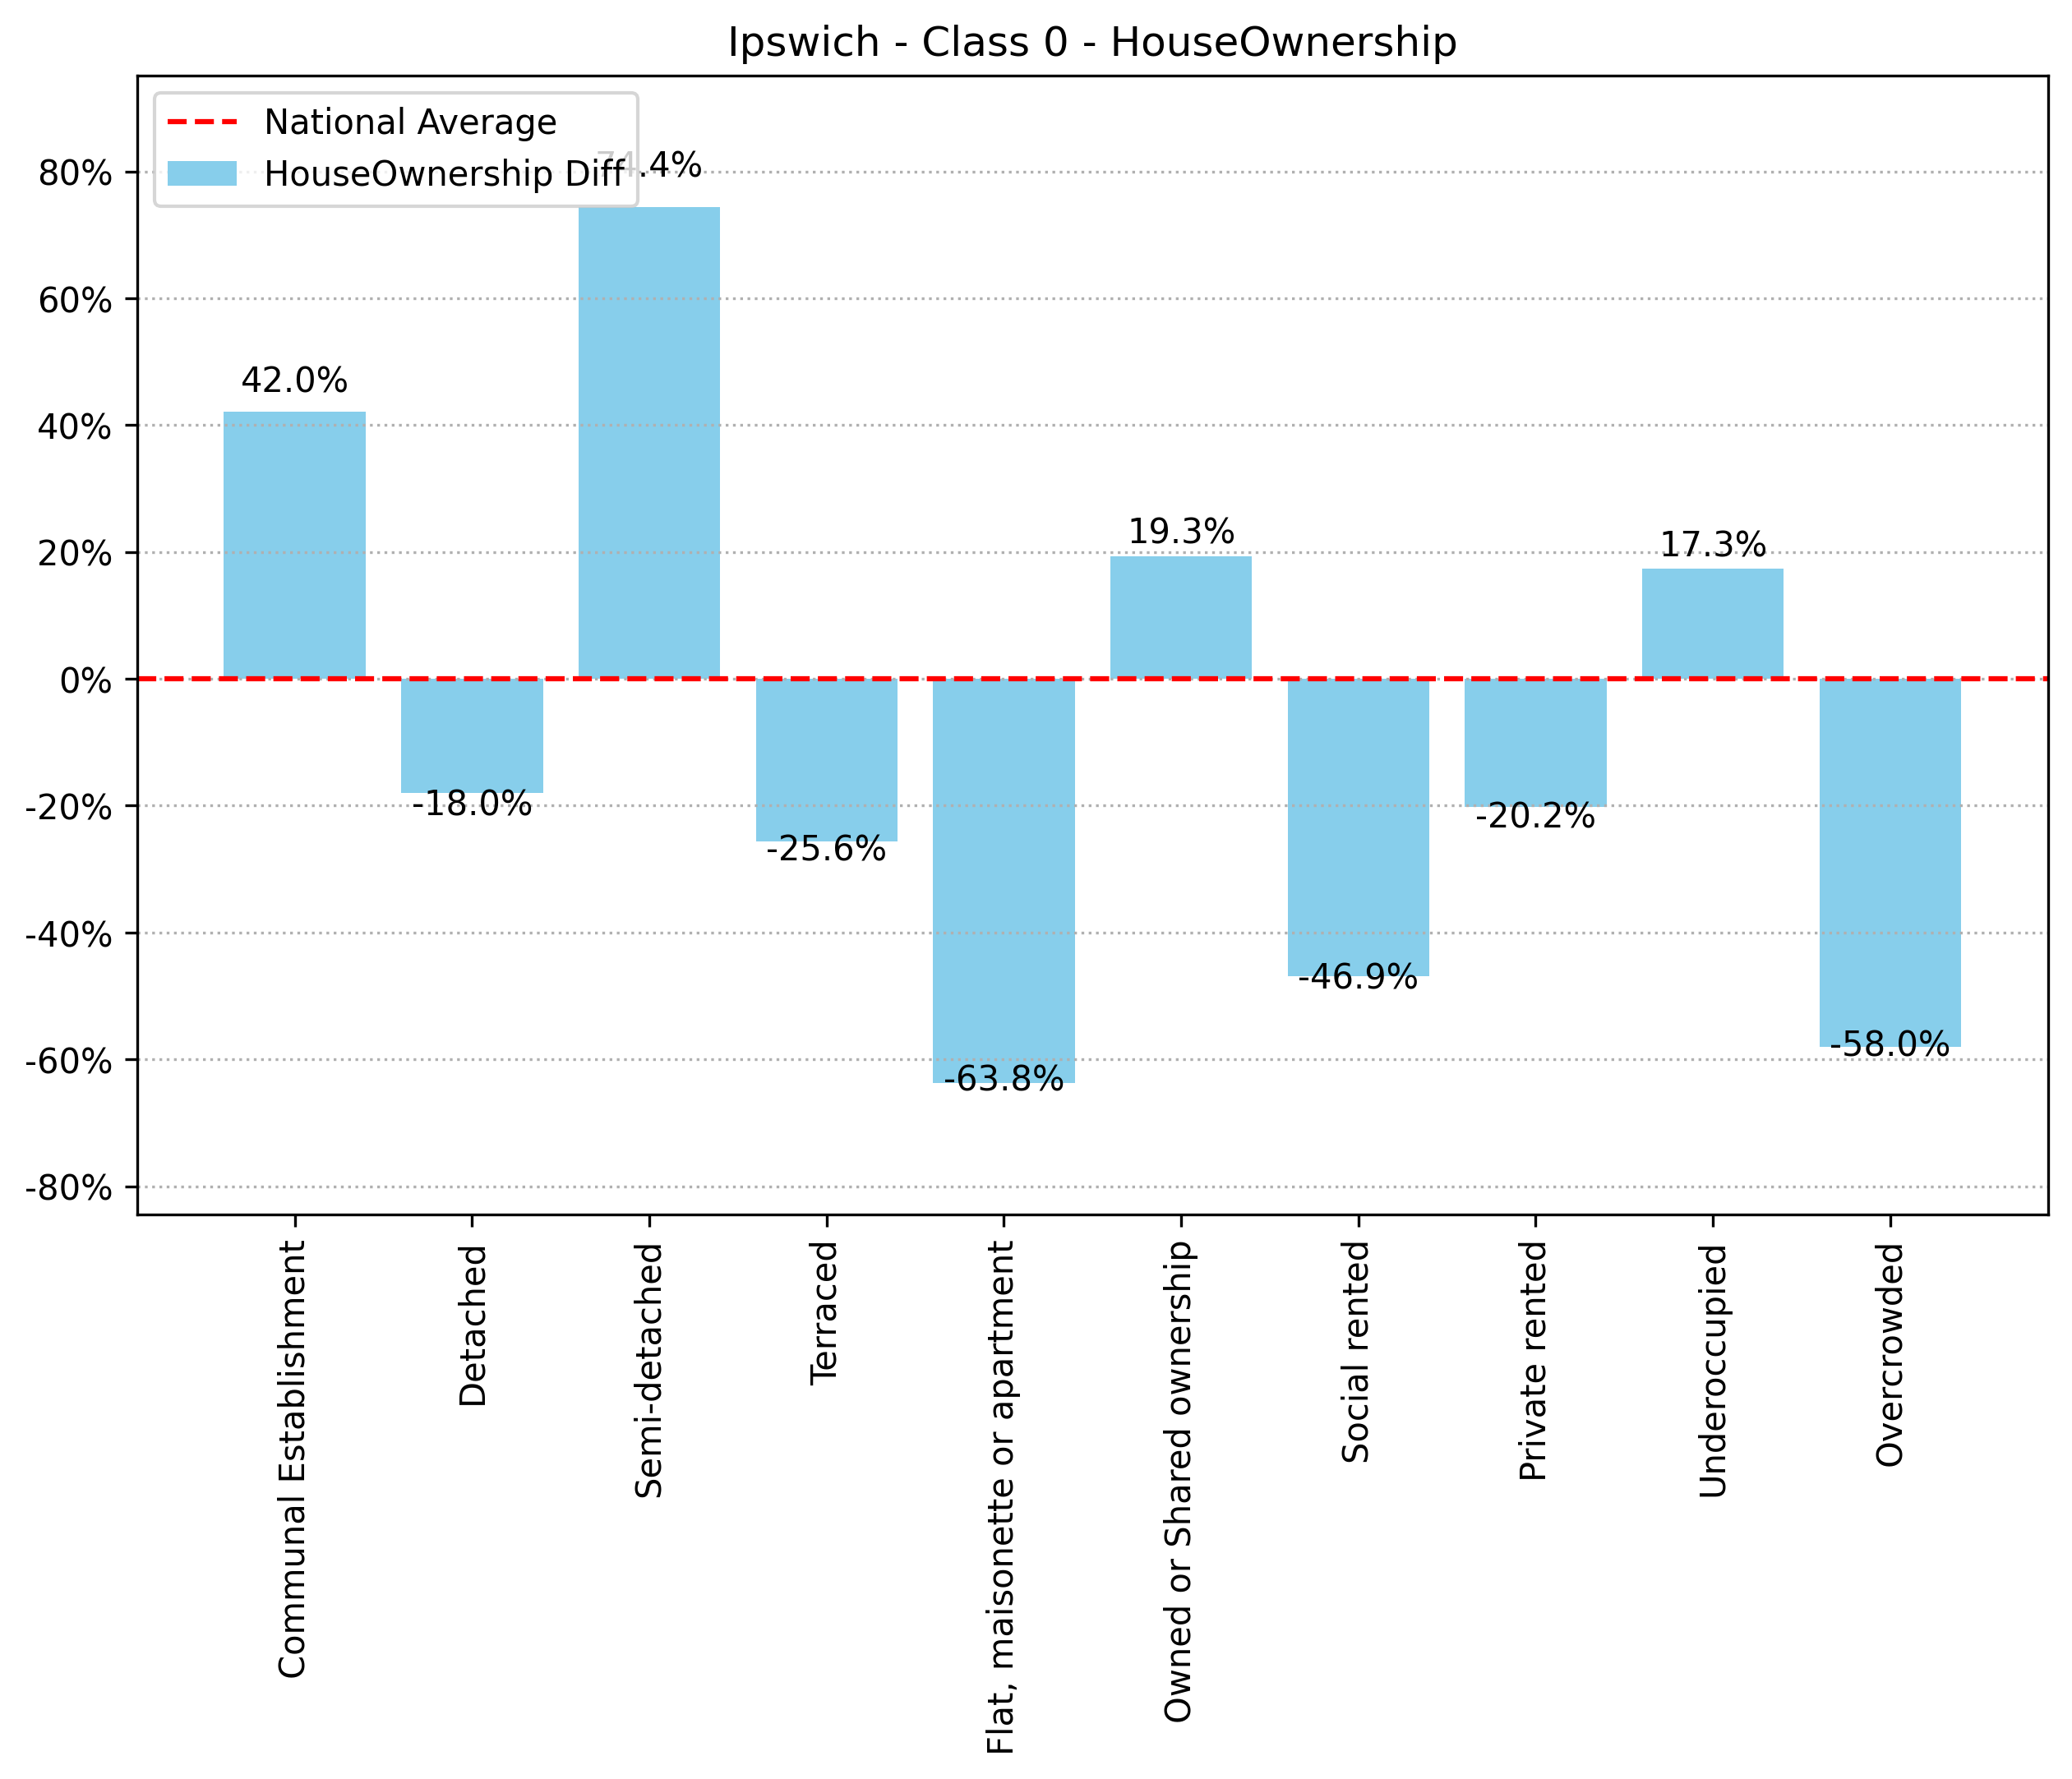 Ipswich - Class 0 - HouseOwnership
National Average
HouseOwnership Diff
80%
60%
40%
20%
0%
-20%
-40%
-60%
-80%
42.0%
-18.0%
74.4%
-25.6%
-63.8%
19.3%
-46.9%
-20.2%
17.3%
-58.0%
Communal Establishment
Detached
Semi-detached
Terraced
Flat, maisonette or apartment
Owned or Shared ownership
Social rented
Private rented
Underoccupied
Overcrowded